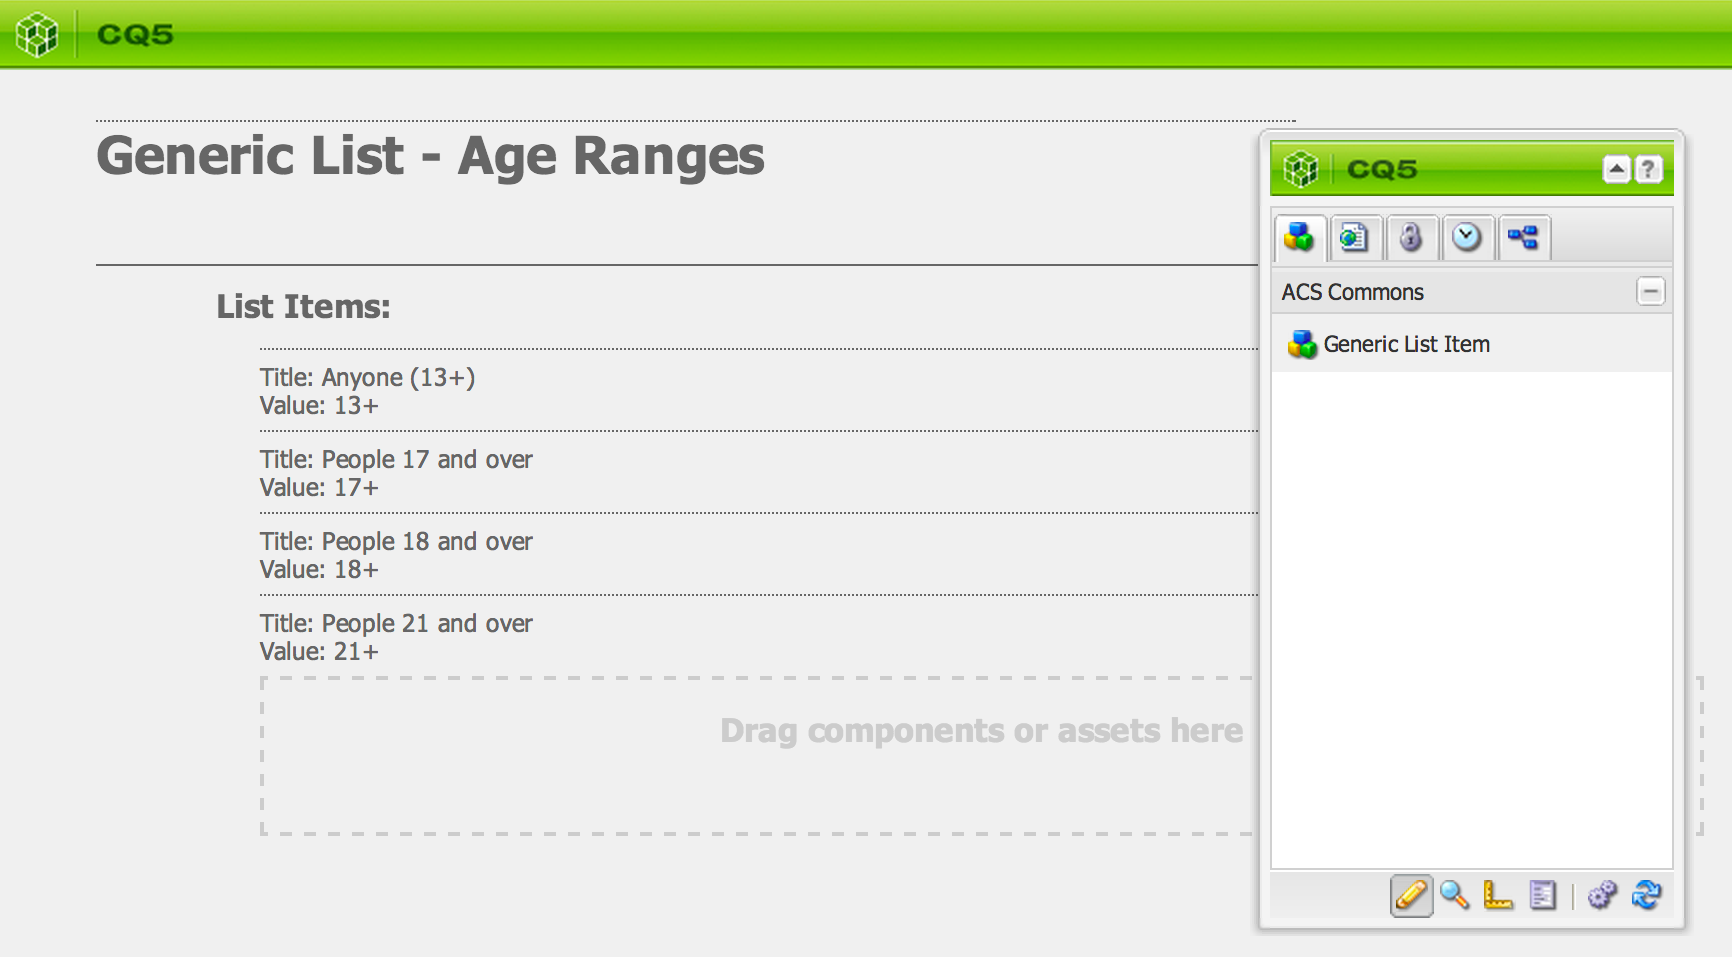 CQ5
Generic List - Age Ranges
List Items:
Title: Anyone (13+)
Value: 13+
Title: People 17 and over
Value: 17+
Title: People 18 and over
Value: 18+
Title: People 21 and over
Value: 21+
Drag components or assets here
CQ5
?
ACS Commons
Generic List Item